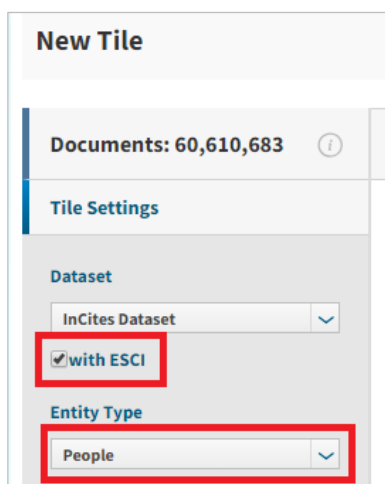 New Tile
Documents: 60,610,683
Tile Settings
Dataset
InCites Dataset
with ESCI
Entity Type
People